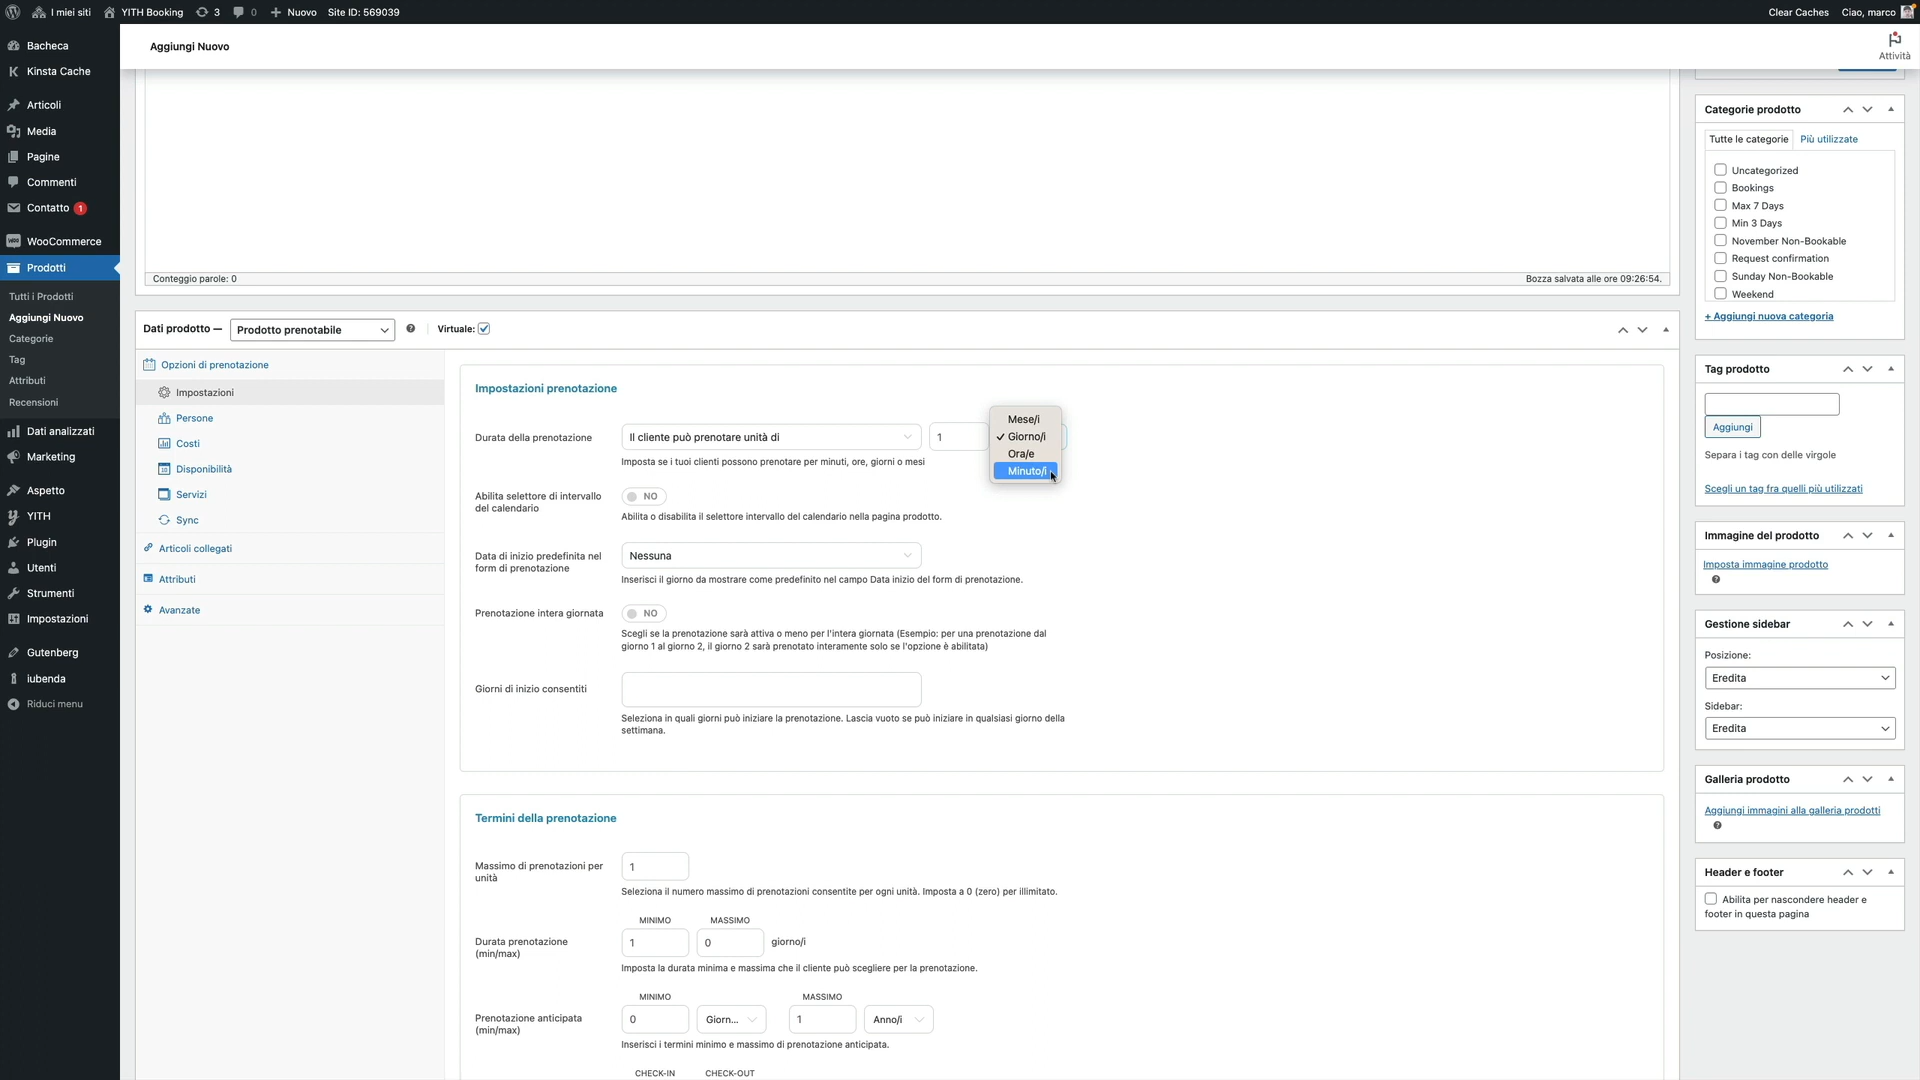 I miei siti
YITH Booking
3
0
Nuovo
Site ID: 569039
Clear Caches
Ciao, marco
Bacheca
Kinsta Cache
Articoli
Media
Pagine
Commenti
Contatto 1
WooCommerce
Prodotti
Tutti i Prodotti
Aggiungi Nuovo
Categorie
Tag
Attributi
Recensioni
Dati analizzati
Marketing
Aspetto
YITH
Plugin
Utenti
Strumenti
Impostazioni
Gutenberg
iubenda
Riduci menu
Aggiungi Nuovo
Attività
Conteggio parole: 0
Bozza salvata alle ore 09:26:54.
Dati prodotto —
Prodotto prenotabile
Virtuale:
Opzioni di prenotazione
Impostazioni
Persone
Costi
Disponibilità
Servizi
Sync
Articoli collegati
Attributi
Avanzate
Impostazioni prenotazione
Durata della prenotazione
Il cliente può prenotare unità di
1
Mese/i
Giorno/i
Ora/e
Minuto/i
Imposta se i tuoi clienti possono prenotare per minuti, ore, giorni o mesi
Abilita selettore di intervallo
del calendario
NO
Abilita o disabilita il selettore intervallo del calendario nella pagina prodotto.
Data di inizio predefinita nel
form di prenotazione
Nessuna
Inserisci il giorno da mostrare come predefinito nel campo Data inizio del form di prenotazione.
Prenotazione intera giornata
NO
Scegli se la prenotazione sarà attiva o meno per l'intera giornata (Esempio: per una prenotazione dal
giorno 1 al giorno 2, il giorno 2 sarà prenotato interamente solo se l'opzione è abilitata)
Giorni di inizio consentiti
Seleziona in quali giorni può iniziare la prenotazione. Lascia vuoto se può iniziare in qualsiasi giorno della
settimana.
Termini della prenotazione
Massimo di prenotazioni per
unità
1
Seleziona il numero massimo di prenotazioni consentite per ogni unità. Imposta a 0 (zero) per illimitato.
MINIMO
MASSIMO
Durata prenotazione
(min/max)
1
0
giorno/i
Imposta la durata minima e massima che il cliente può scegliere per la prenotazione.
MINIMO
MASSIMO
Prenotazione anticipata
(min/max)
0
Giorn...
1
Anno/i
Inserisci i termini minimo e massimo di prenotazione anticipata.
CHECK-IN
CHECK-OUT
Categorie prodotto
Tutte le categorie
Più utilizzate
Uncategorized
Bookings
Max 7 Days
Min 3 Days
November Non-Bookable
Request confirmation
Sunday Non-Bookable
Weekend
+ Aggiungi nuova categoria
Tag prodotto
Aggiungi
Separa i tag con delle virgole
Scegli un tag fra quelli più utilizzati
Immagine del prodotto
Imposta immagine prodotto
Gestione sidebar
Posizione:
Eredita
Sidebar:
Eredita
Galleria prodotto
Aggiungi immagini alla galleria prodotti
Header e footer
Abilita per nascondere header e
footer in questa pagina